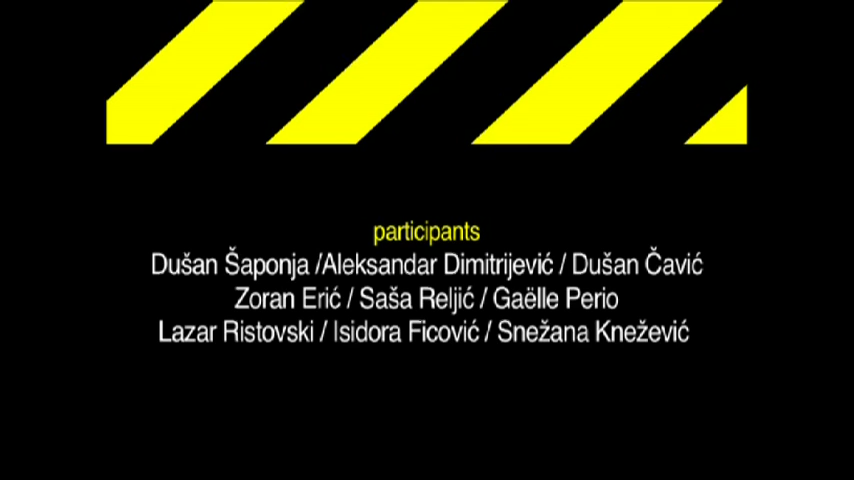 participants
Dušan Šaponja /Aleksandar Dimitrijević / Dušan Čavić
Zoran Erić / Saša Reljić / Gaëlle Perio
Lazar Ristovski / Isidora Ficović / Snežana Knežević